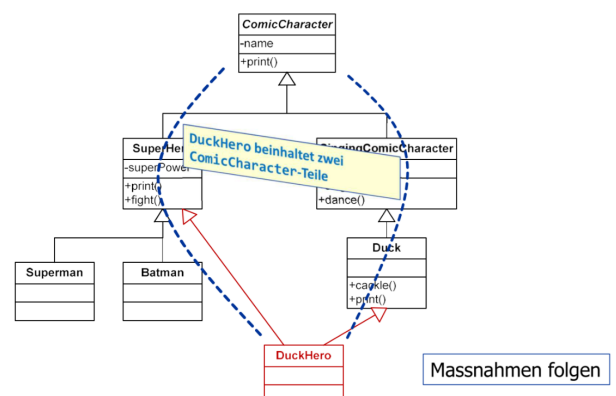 ComicCharacter
-name
+print()
DuckHero beinhaltet zwei
ComicCharacter-Teile
-superPower
+print()
+fight()
+dance()
Duck
+cackle()
+print()
Superman
Batman
DuckHero
Massnahmen folgen